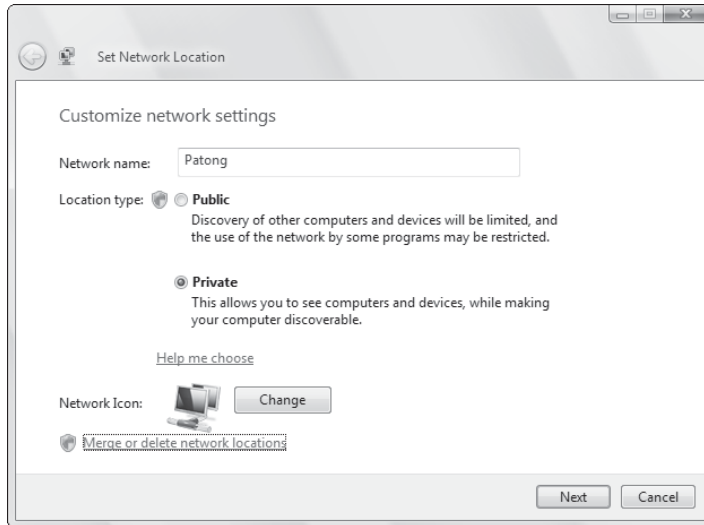 Set Network Location
Customize network settings
Network name: Patong
Location type: Public
Discovery of other computers and devices will be limited, and
the use of the network by some programs may be restricted.
Private
This allows you to see computers and devices, while making
your computer discoverable.
Help me choose
Network Icon: Change
Merge or delete network locations
Next Cancel